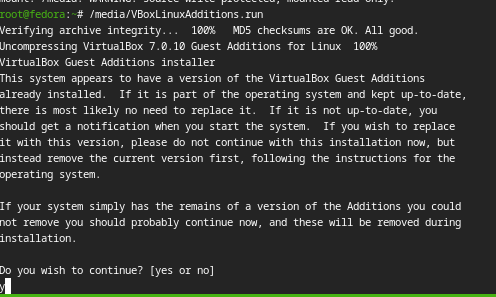 mount: /media: WARNING: source write-protected, mounted read-only.
root@fedora:~# /media/VBoxLinuxAdditions.run
Verifying archive integrity...  100%   MD5 checksums are OK. All good.
Uncompressing VirtualBox 7.0.10 Guest Additions for Linux  100%
VirtualBox Guest Additions installer
This system appears to have a version of the VirtualBox Guest Additions
already installed.  If it is part of the operating system and kept up-to-date,
there is most likely no need to replace it.  If it is not up-to-date, you
should get a notification when you start the system.  If you wish to replace
it with this version, please do not continue with this installation now, but
instead remove the current version first, following the instructions for the
operating system.
If your system simply has the remains of a version of the Additions you could
not remove you should probably continue now, and these will be removed during
installation.
Do you wish to continue? [yes or no]
y